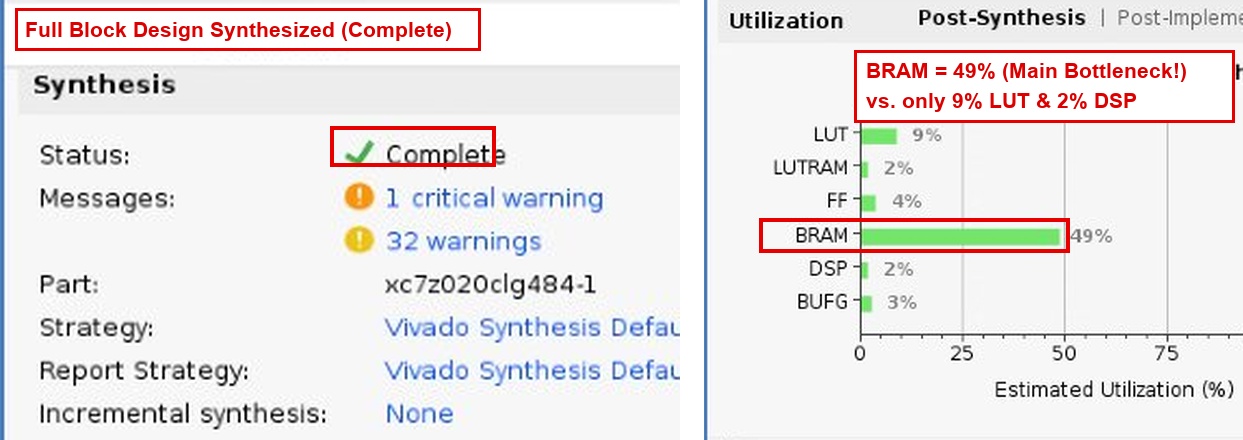 Full Block Design Synthesized (Complete)
Synthesis
Status: Complete
Messages: 1 critical warning
32 warnings
Part: xc7z020clg484-1
Strategy: Vivado Synthesis Defau
Report Strategy: Vivado Synthesis Defau
Incremental synthesis: None
Utilization Post-Synthesis | Post-Impleme
BRAM = 49% (Main Bottleneck!)
vs. only 9% LUT & 2% DSP
LUT 9%
LUTRAM 2%
FF 4%
BRAM 49%
DSP 2%
BUFG 3%
0 25 50 75
Estimated Utilization (%)